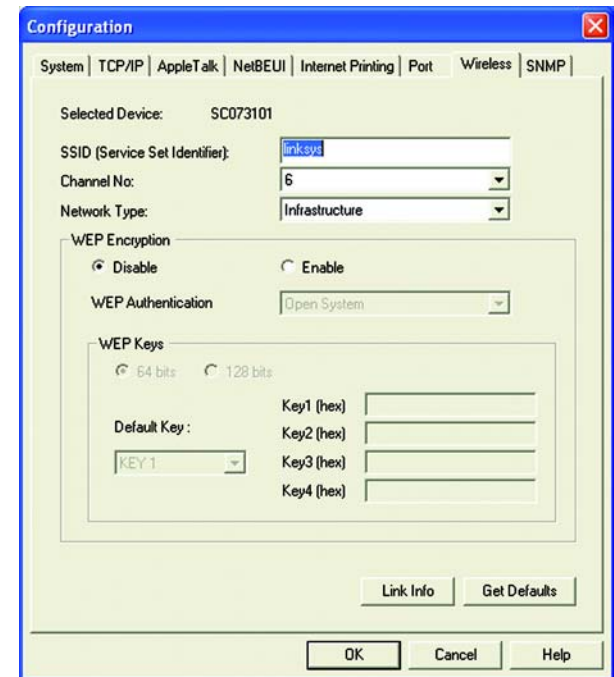 Configuration
System TCP/IP AppleTalk NetBEUI Internet Printing Port Wireless SNMP
Selected Device: SC073101
SSID (Service Set Identifier): linksys
Channel No: 6
Network Type: Infrastructure
WEP Encryption
Disable Enable
WEP Authentication Open System
WEP Keys
64 bits 128 bits
Key1 (hex)
Default Key :
Key2 (hex)
KEY 1
Key3 (hex)
Key4 (hex)
Link Info Get Defaults
OK Cancel Help